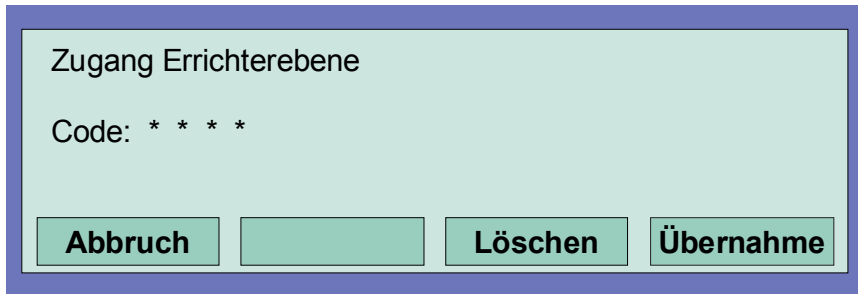 Zugang Errichterebene
Code: * * * *
Abbruch Löschen Übernahme